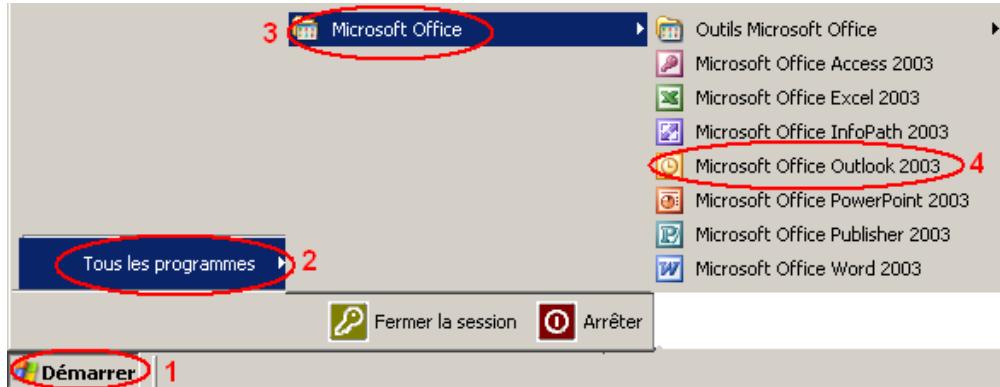 3 Microsoft Office
Outils Microsoft Office
Microsoft Office Access 2003
Microsoft Office Excel 2003
Microsoft Office InfoPath 2003
Microsoft Office Outlook 2003 4
Microsoft Office PowerPoint 2003
Microsoft Office Publisher 2003
Microsoft Office Word 2003
Tous les programmes 2
Fermer la session
Arrêter
Démarrer 1